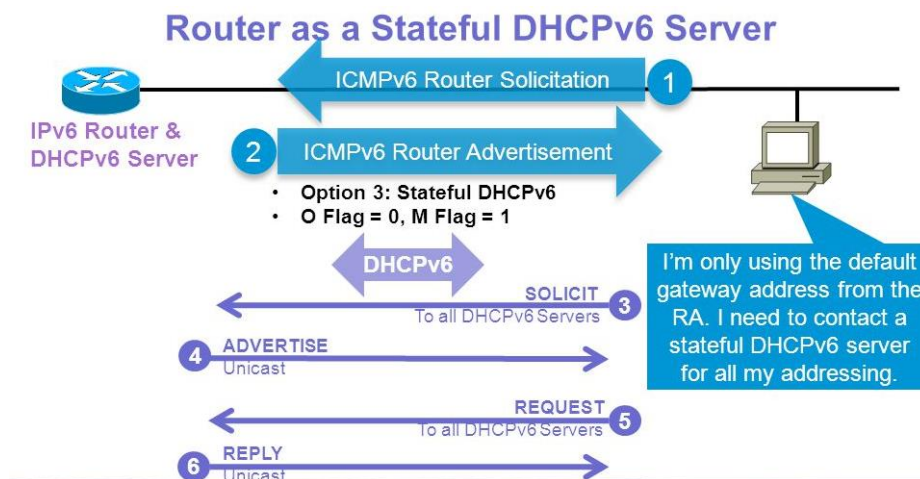 Router as a Stateful DHCPv6 Server
ICMPv6 Router Solicitation
1
IPv6 Router &
DHCPv6 Server
2
ICMPv6 Router Advertisement
• Option 3: Stateful DHCPv6
• O Flag = 0, M Flag = 1
DHCPv6
I'm only using the default
gateway address from the
RA. I need to contact a
stateful DHCPv6 server
for all my addressing.
SOLICIT
To all DHCPv6 Servers
3
4
ADVERTISE
Unicast
REQUEST
To all DHCPv6 Servers
5
6
REPLY
Unicast